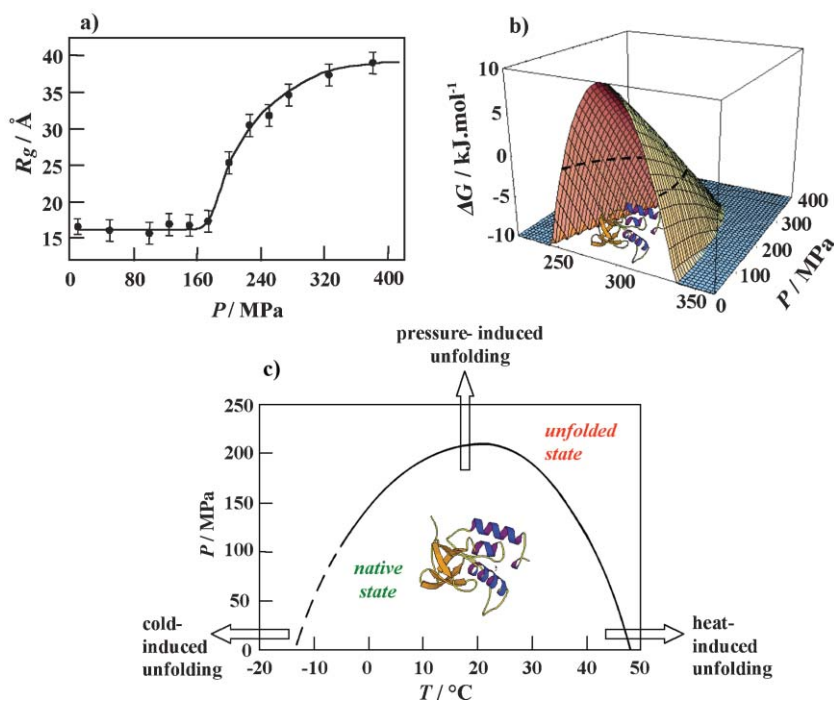 a)
R_g / Å
40
35
30
25
20
15
0
80
160
240
320
400
P / MPa
b)
ΔG / kJ.mol⁻¹
10
5
0
-5
-10
250
300
350
0
100
200
300
400
P / MPa
pressure- induced
unfolding
c)
P / MPa
250
200
150
100
50
0
unfolded
state
native
state
cold-
induced
unfolding
heat-
induced
unfolding
-20
-10
0
10
20
30
40
50
T / °C